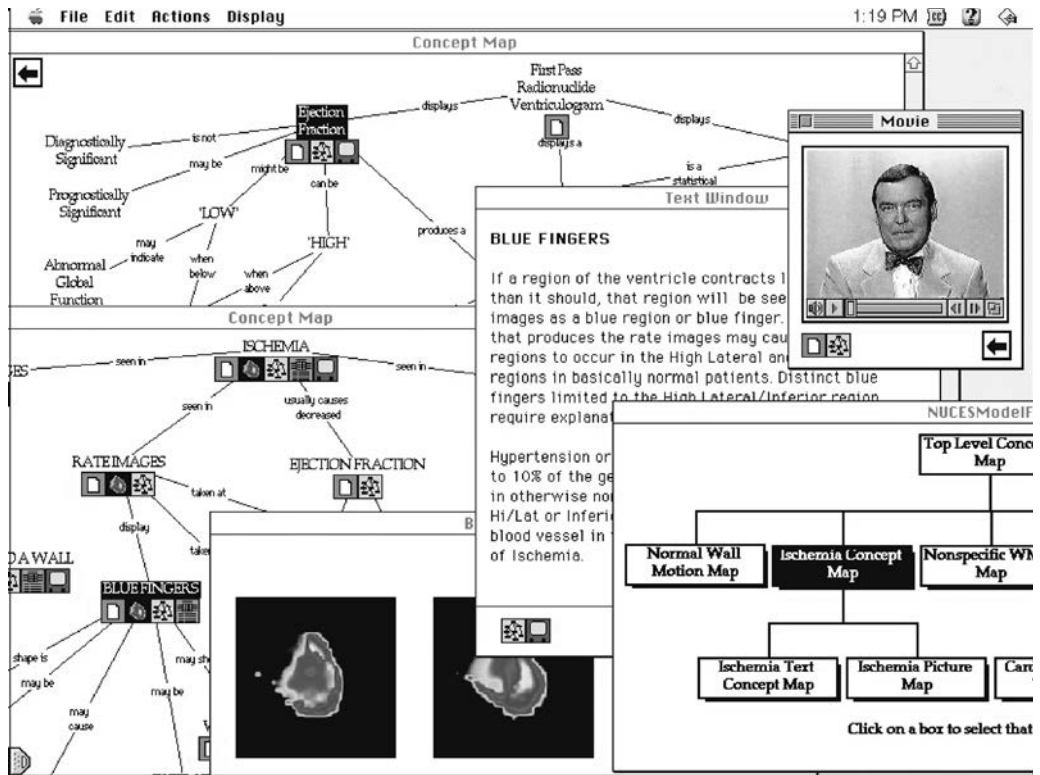 File Edit Actions Display
1:19 PM
Concept Map
First Pass
Radionuclide
Ventriculogram
displays
displays
displays a
Ejection
Fraction
Diagnostically
Significant
is not
may be
might be
can be
Prognostically
Significant
is a
statistical
'LOW'
'HIGH'
produces a
may
indicate
when
below
when
above
Abnormal
Global
Function
Movie
Text Window
BLUE FINGERS
If a region of the ventricle contracts l
than it should, that region will be see
images as a blue region or blue finger.
that produces the rate images may cau
regions to occur in the High Lateral an
regions in basically normal patients. Distinct blue
fingers limited to the High Lateral/Inferior region
require explanat
Hypertension or
to 10% of the ge
in otherwise no
Hi/Lat or Inferi
blood vessel in
of Ischemia.
Concept Map
ISCHEMIA
GES
seen in
seen in
seen in
usually causes
decreased
RATE IMAGES
EJECTION FRACTION
taken at
display
take
D A WALL
BLUE FINGERS
shape is
may be
may sh
may be
may
cause
V
B
NUCESModelF
Top Level Conc
Map
Normal Wall
Motion Map
Ischemia Concept
Map
Nonspecific WM
Map
Ischemia Text
Concept Map
Ischemia Picture
Map
Car
Click on a box to select that